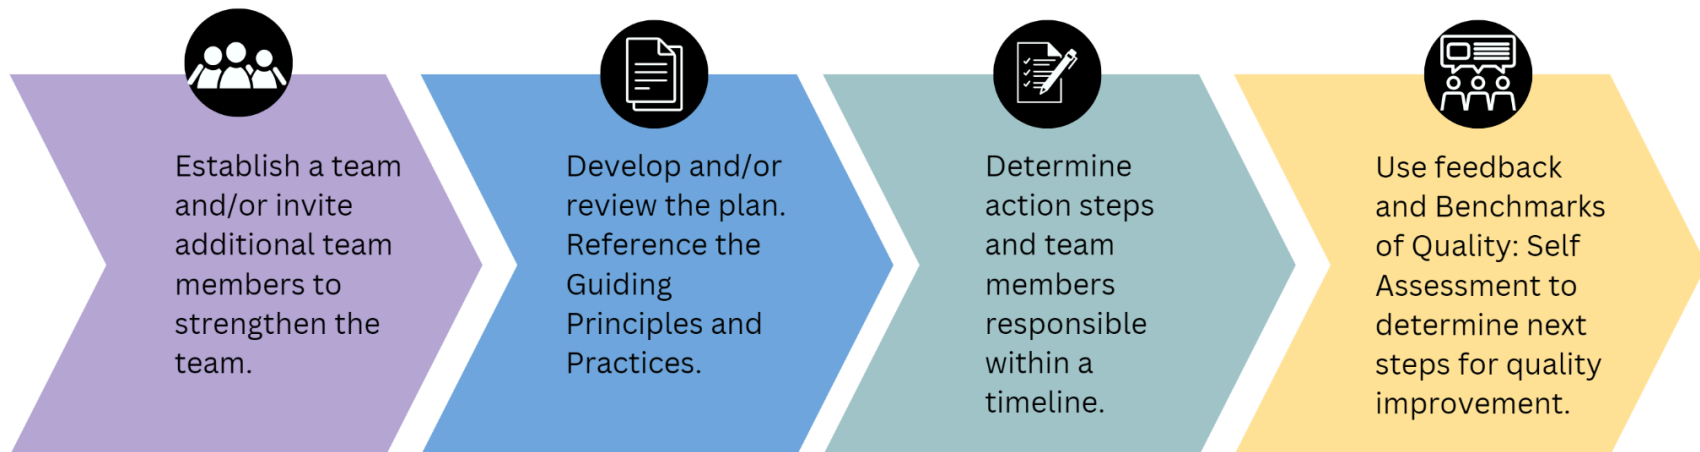 Establish a team
and/or invite
additional team
members to
strengthen the
team.
Develop and/or
review the plan.
Reference the
Guiding
Principles and
Practices.
Determine
action steps
and team
members
responsible
within a
timeline.
Use feedback
and Benchmarks
of Quality: Self
Assessment to
determine next
steps for quality
improvement.